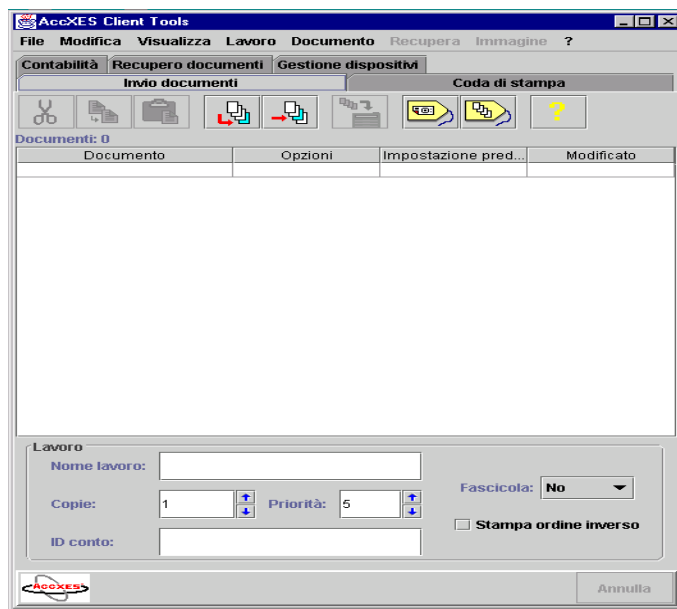 AccXES Client Tools
File Modifica Visualizza Lavoro Documento Recupera Immagine ?
Contabilità Recupero documenti Gestione dispositivi
Invio documenti Coda di stampa
?
Documenti: 0
Documento Opzioni Impostazione pred... Modificato
Lavoro
Nome lavoro:
Fascicola: No
Copie: 1 Priorità: 5
Stampa ordine inverso
ID conto:
AccXES Annulla